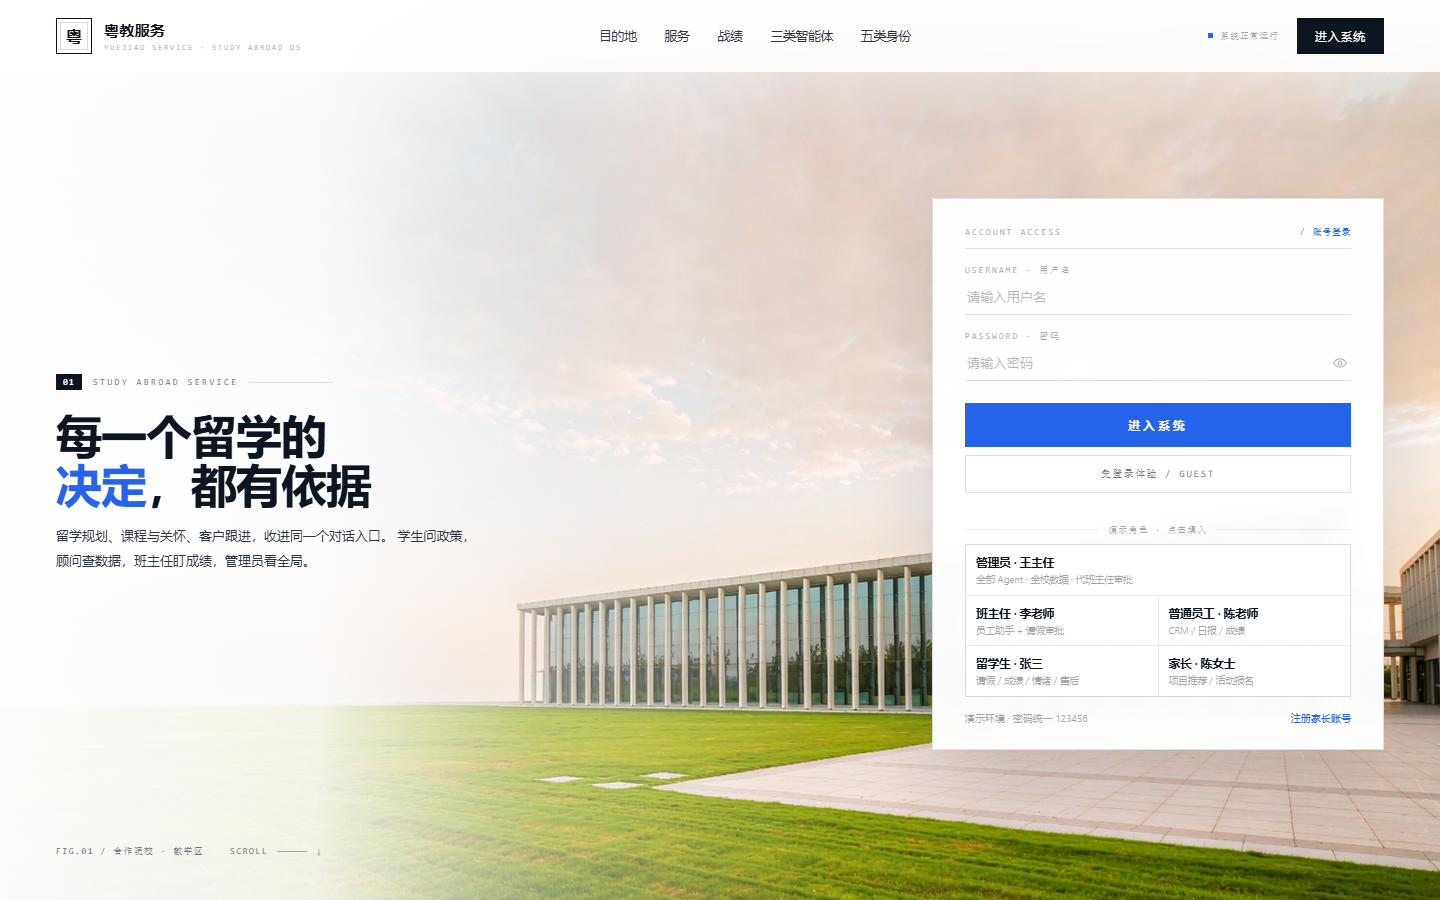 粤
粤教服务
YUEJIAO SERVICE · STUDY ABROAD OS
目的地
服务
战绩
三类智能体
五类身份
系统正常运行
进入系统
ACCOUNT ACCESS
/ 账号登录
USERNAME · 用户名
请输入用户名
PASSWORD · 密码
请输入密码
进入系统
免登录体验 / GUEST
演示角色 · 点击填入
管理员 · 王主任
全部 Agent · 全校数据 · 代班主任审批
班主任 · 李老师
员工助手 + 请假审批
普通员工 · 陈老师
CRM / 日报 / 成绩
留学生 · 张三
请假 / 成绩 / 情绪 / 售后
家长 · 陈女士
项目推荐 / 活动报名
演示环境 · 密码统一 123456
注册家长账号
01 STUDY ABROAD SERVICE
每一个留学的
决定，都有依据
留学规划、课程与关怀、客户跟进，收进同一个对话入口。 学生问政策，
顾问查数据，班主任盯成绩，管理员看全局。
FIG.01 / 合作院校 · 教学区
SCROLL ↓